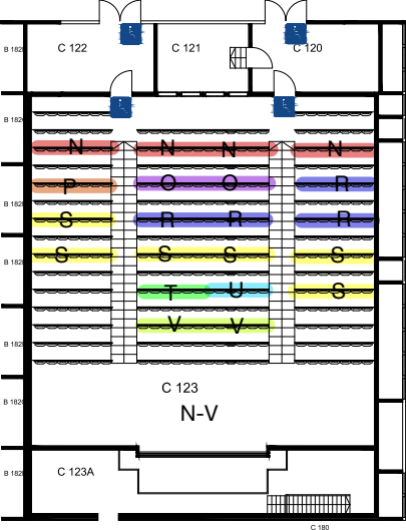 C 122
C 121
C 120
B 182
B 182
N N N N
B 182
P O O R
S R R R
B 182
S S S S
T U S
B 182
V V
B 182
C 123
N-V
B 182
C 123A
C 180